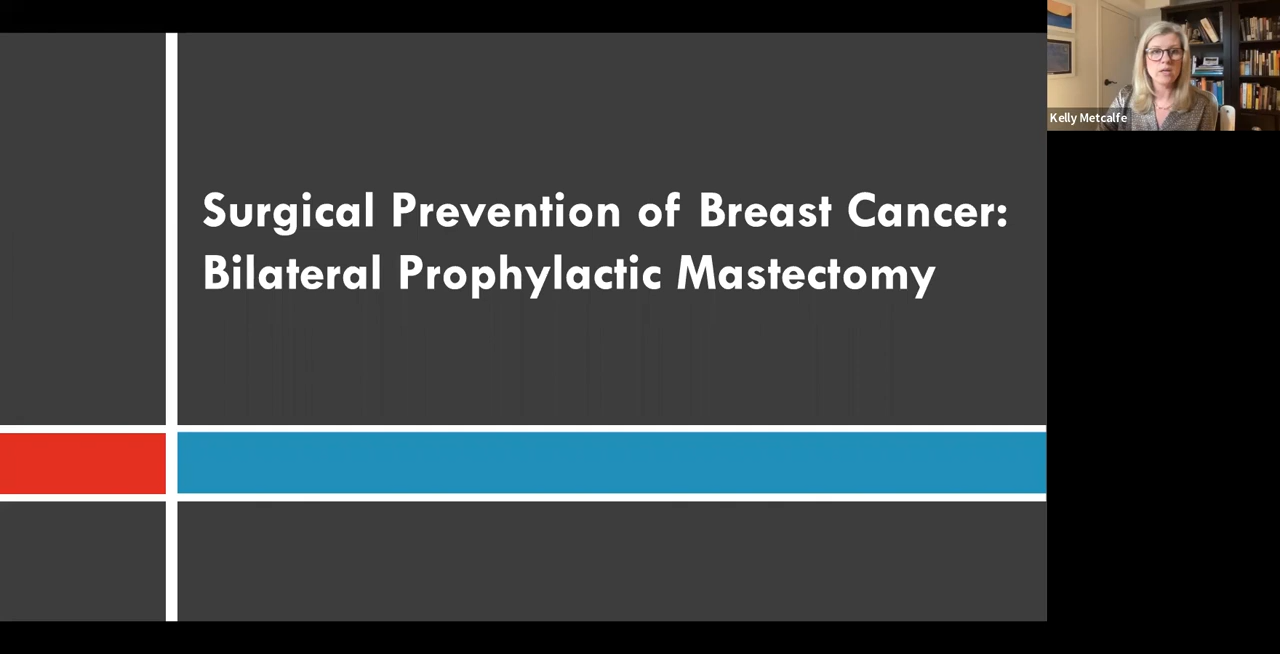 Surgical Prevention of Breast Cancer:
Bilateral Prophylactic Mastectomy
Kelly Metcalfe